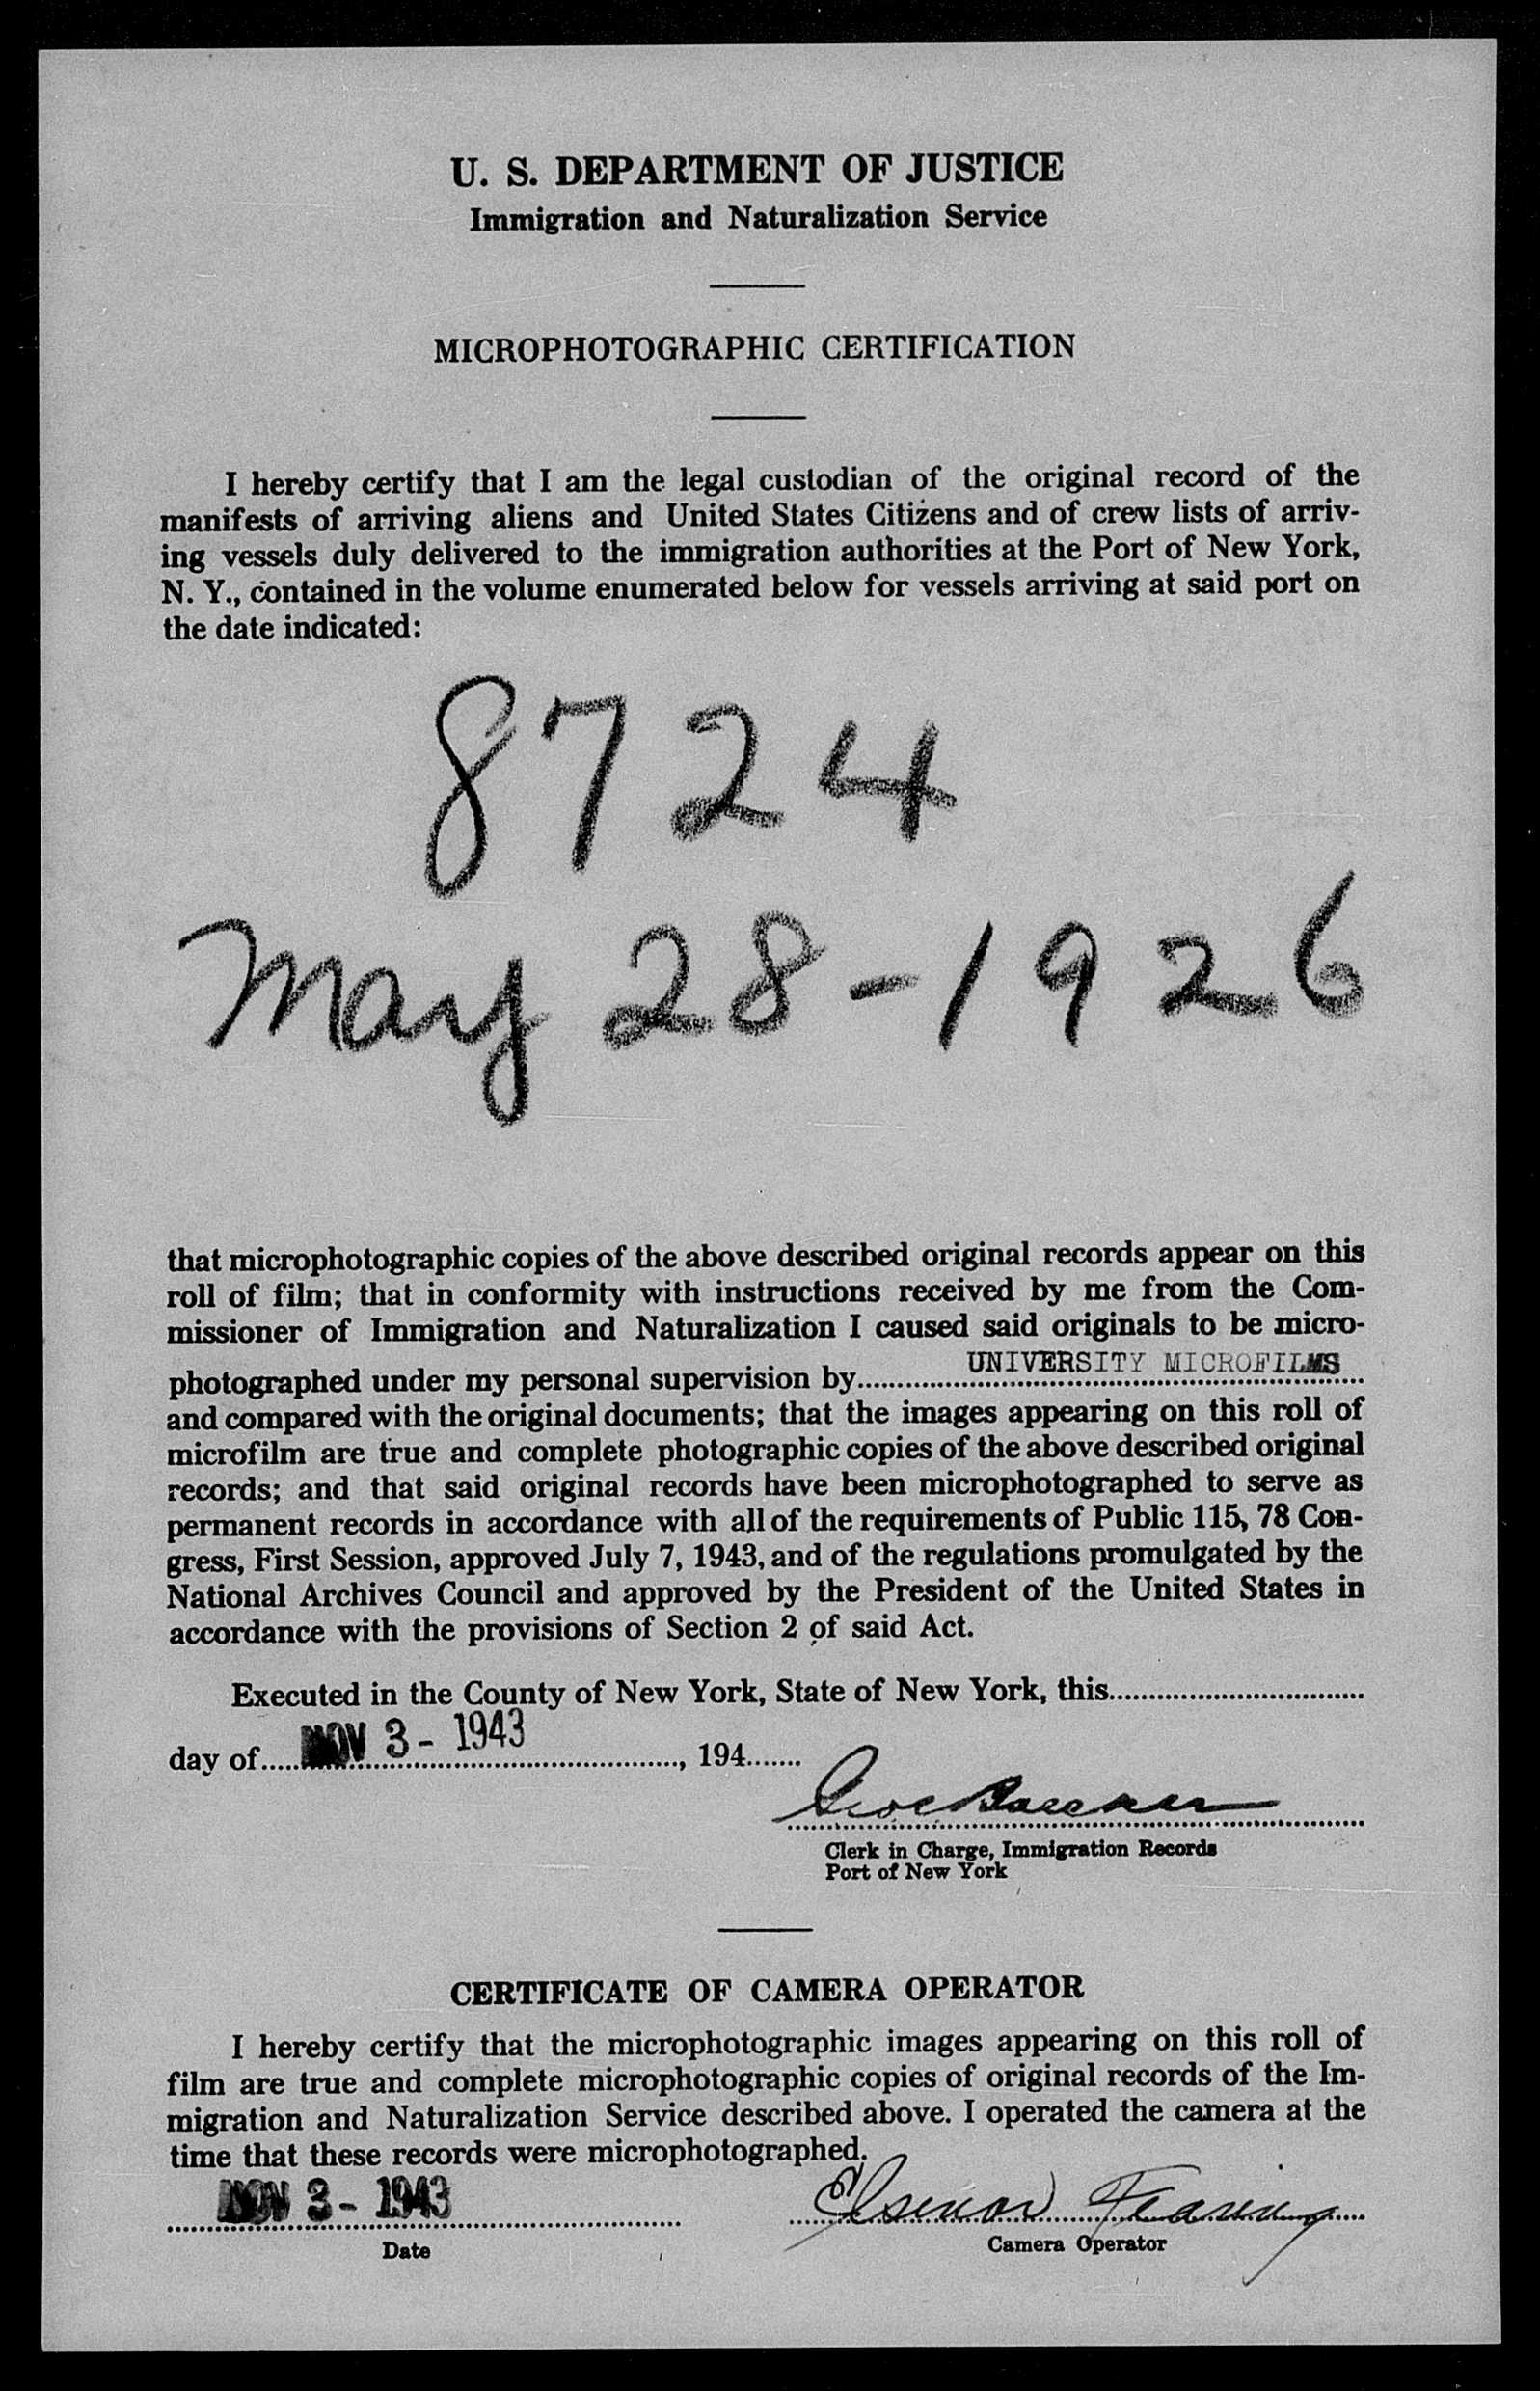 U. S. DEPARTMENT OF JUSTICE
Immigration and Naturalization Service
MICROPHOTOGRAPHIC CERTIFICATION
I hereby certify that I am the legal custodian of the original record of the
manifests of arriving aliens and United States Citizens and of crew lists of arriv-
ing vessels duly delivered to the immigration authorities at the Port of New York,
N. Y., contained in the volume enumerated below for vessels arriving at said port on
the date indicated:
8724
May 28-1926
that microphotographic copies of the above described original records appear on this
roll of film; that in conformity with instructions received by me from the Com-
missioner of Immigration and Naturalization I caused said originals to be micro-
photographed under my personal supervision by UNIVERSITY MICROFILMS
and compared with the original documents; that the images appearing on this roll of
microfilm are true and complete photographic copies of the above described original
records; and that said original records have been microphotographed to serve as
permanent records in accordance with all of the requirements of Public 115, 78 Con-
gress, First Session, approved July 7, 1943, and of the regulations promulgated by the
National Archives Council and approved by the President of the United States in
accordance with the provisions of Section 2 of said Act.
Executed in the County of New York, State of New York, this
day of NOV 3 - 1943, 194
Clerk in Charge, Immigration Records
Port of New York
CERTIFICATE OF CAMERA OPERATOR
I hereby certify that the microphotographic images appearing on this roll of
film are true and complete microphotographic copies of original records of the Im-
migration and Naturalization Service described above. I operated the camera at the
time that these records were microphotographed.
NOV 3 - 1943
Date
Camera Operator